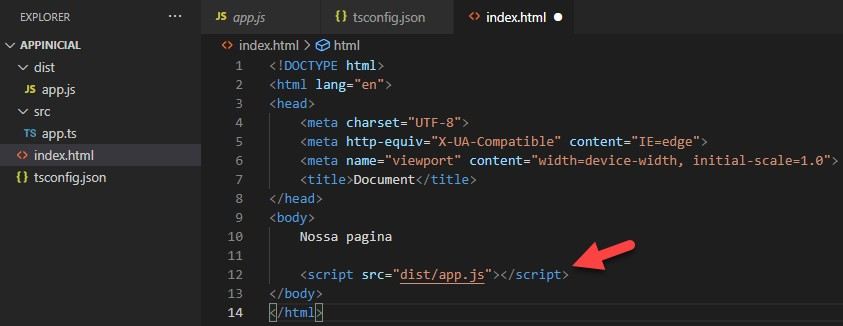 EXPLORER ...
JS app.js tsconfig.json <> index.html
APPINICIAL
<> index.html > html
dist
JS app.js
src
TS app.ts
<> index.html
{} tsconfig.json
1 <!DOCTYPE html>
2 <html lang="en">
3 <head>
4 <meta charset="UTF-8">
5 <meta http-equiv="X-UA-Compatible" content="IE=edge">
6 <meta name="viewport" content="width=device-width, initial-scale=1.0">
7 <title>Document</title>
8 </head>
9 <body>
10 Nossa pagina
11
12 <script src="dist/app.js"></script>
13 </body>
14 </html>